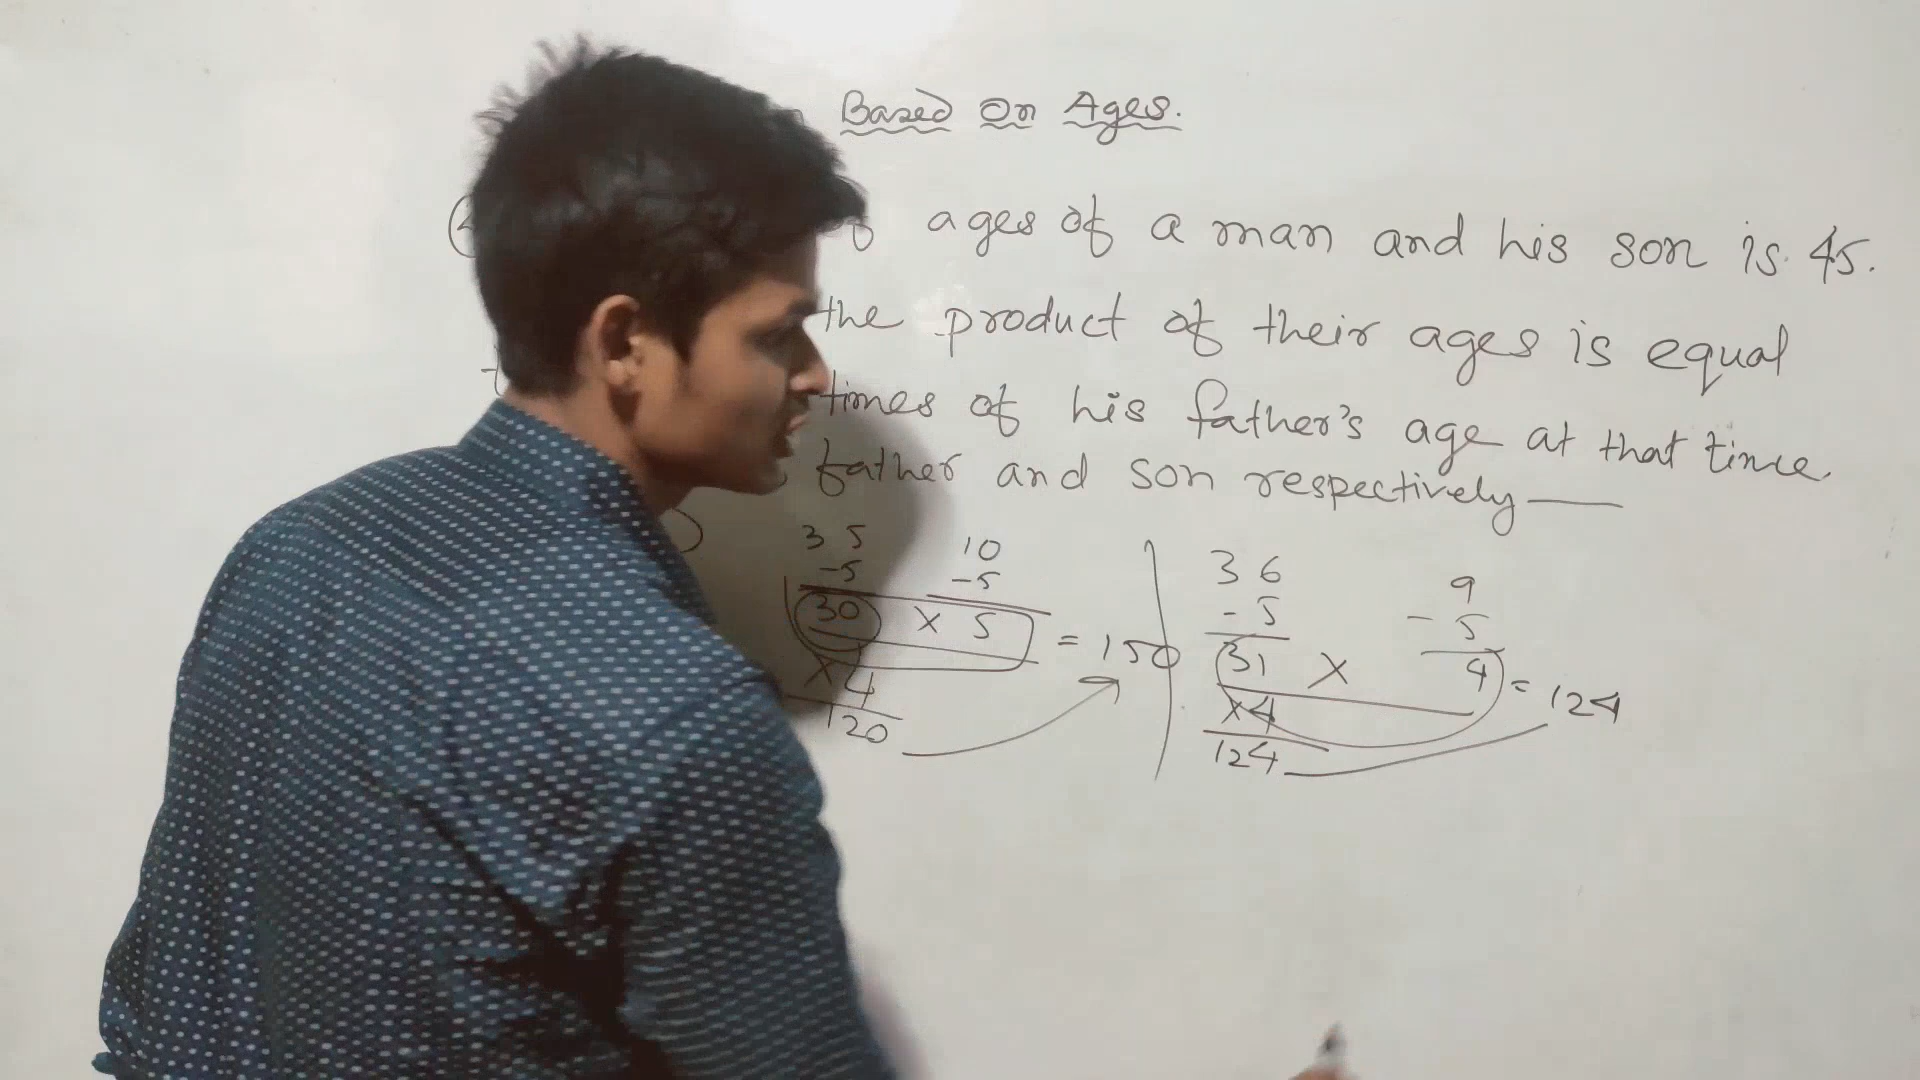 Based On Ages.
ages of a man and his son is 45.
the product of their ages is equal
times of his father's age at that time
father and son respectively
35 10 36 9
-5 -5 - 5 - 5
30 x 5 = 150 31 x 4 = 124
x4 x4
120 124